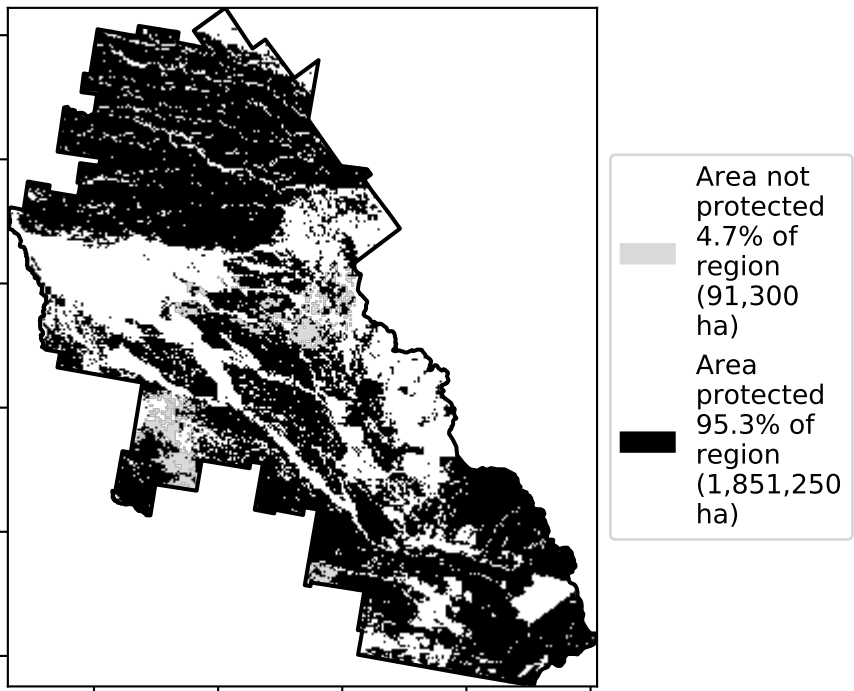 Area not
protected
4.7% of
region
(91,300
ha)
Area
protected
95.3% of
region
(1,851,250
ha)